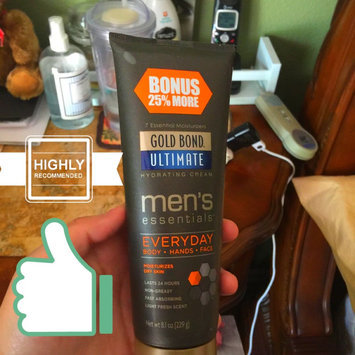 BONUS
25% MORE
7 Essential Moisturizers
GOLD BOND
ULTIMATE
HYDRATING CREAM
men's
essentials
EVERYDAY
BODY • HANDS • FACE
MOISTURIZES
DRY SKIN
LASTS 24 HOURS
NON-GREASY
FAST ABSORBING
LIGHT FRESH SCENT
Net wt 8.1 oz (229g)
HIGHLY
RECOMMENDED